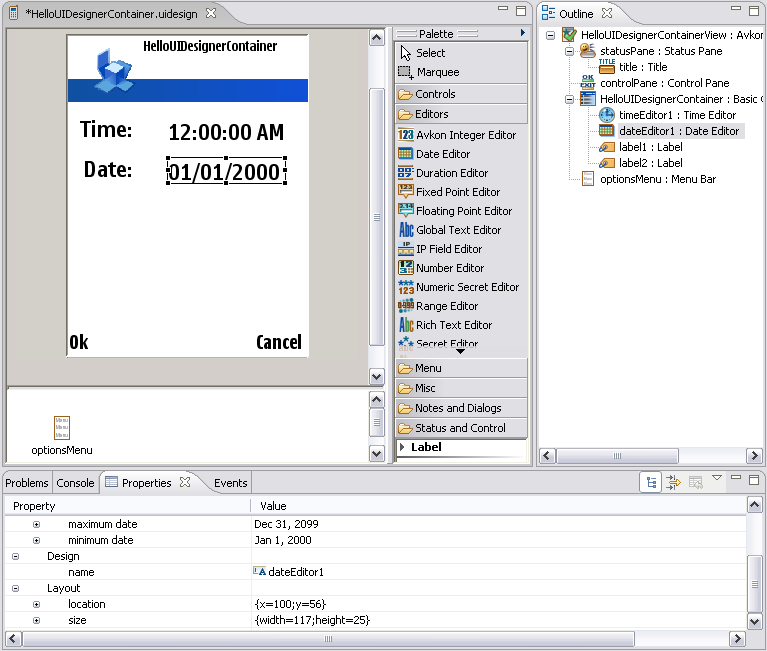 *HelloUIDesignerContainer.uidesign
HelloUIDesignerContainer
Time:
12:00:00 AM
Date:
01/01/2000
Ok
Cancel
optionsMenu
Palette
Select
Marquee
Controls
Editors
Avkon Integer Editor
Date Editor
Duration Editor
Fixed Point Editor
Floating Point Editor
Global Text Editor
IP Field Editor
Number Editor
Numeric Secret Editor
Range Editor
Rich Text Editor
Secret Editor
Menu
Misc
Notes and Dialogs
Status and Control
Label
Outline
HelloUIDesignerContainerView : Avkon
statusPane : Status Pane
title : Title
controlPane : Control Pane
HelloUIDesignerContainer : Basic C
timeEditor1 : Time Editor
dateEditor1 : Date Editor
label1 : Label
label2 : Label
optionsMenu : Menu Bar
Problems Console Properties Events
Property Value
maximum date Dec 31, 2099
minimum date Jan 1, 2000
Design
name dateEditor1
Layout
location {x=100;y=56}
size {width=117;height=25}